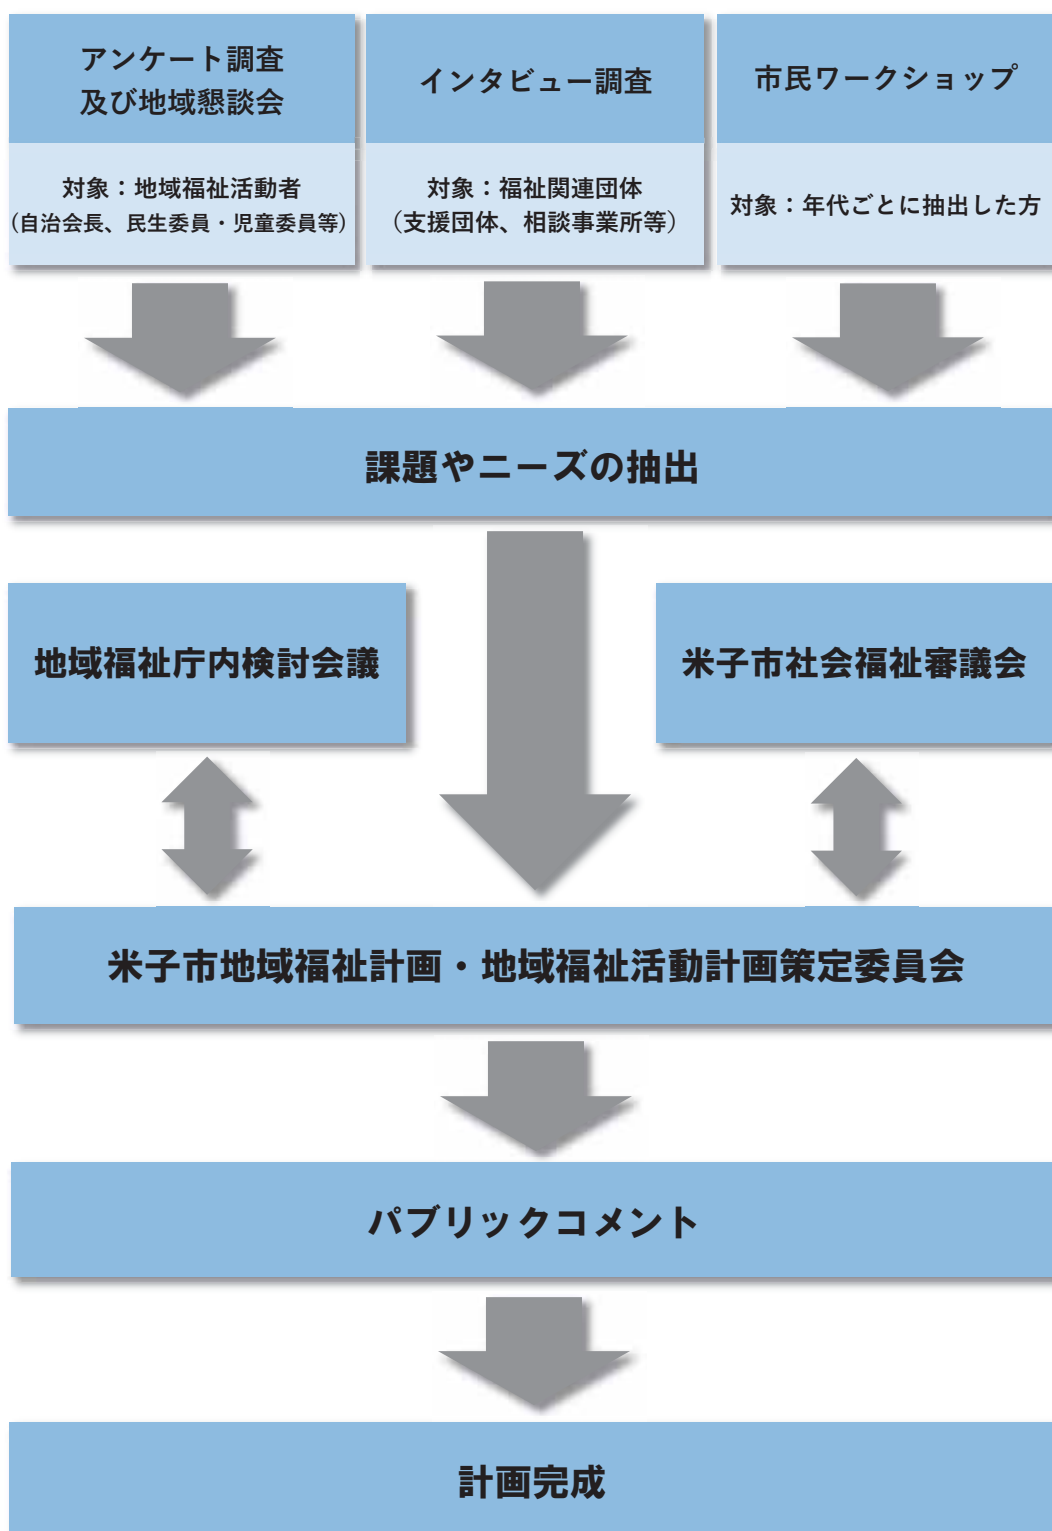 アンケート調査
及び地域懇談会
対象：地域福祉活動者
(自治会長、民生委員・児童委員等)
インタビュー調査
対象：福祉関連団体
（支援団体、相談事業所等）
市民ワークショップ
対象：年代ごとに抽出した方
課題やニーズの抽出
地域福祉庁内検討会議
米子市社会福祉審議会
米子市地域福祉計画・地域福祉活動計画策定委員会
パブリックコメント
計画完成